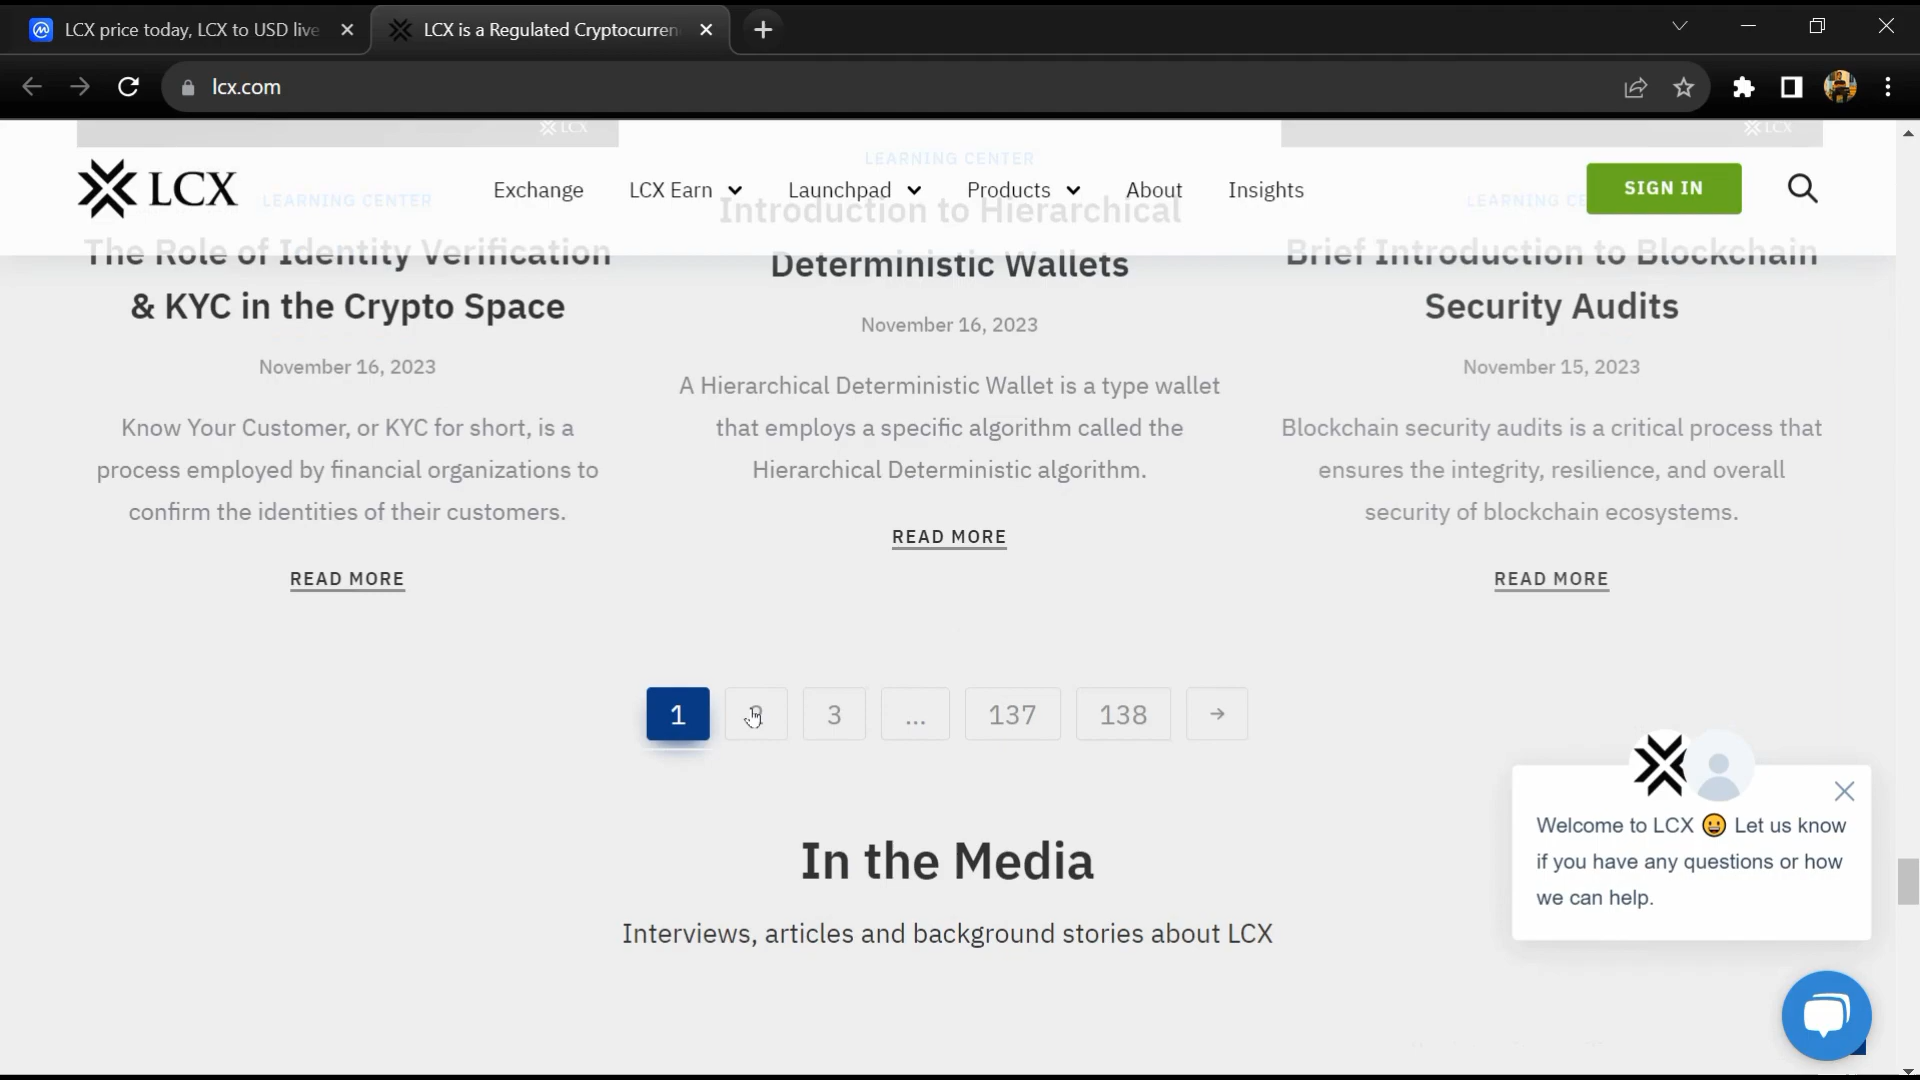 LCX price today, LCX to USD live
LCX is a Regulated Cryptocurren
lcx.com
LCX
LCX
LCX
Exchange
LCX Earn
Launchpad
Products
About
Insights
SIGN IN
LEARNING CENTER
The Role of Identity Verification
& KYC in the Crypto Space
November 16, 2023
Know Your Customer, or KYC for short, is a
process employed by financial organizations to
confirm the identities of their customers.
READ MORE
LEARNING CENTER
Introduction to Hierarchical
Deterministic Wallets
November 16, 2023
A Hierarchical Deterministic Wallet is a type wallet
that employs a specific algorithm called the
Hierarchical Deterministic algorithm.
READ MORE
LEARNING CE
Brief Introduction to Blockchain
Security Audits
November 15, 2023
Blockchain security audits is a critical process that
ensures the integrity, resilience, and overall
security of blockchain ecosystems.
READ MORE
1 2 3 ... 137 138 →
In the Media
Interviews, articles and background stories about LCX
Welcome to LCX 😀 Let us know
if you have any questions or how
we can help.